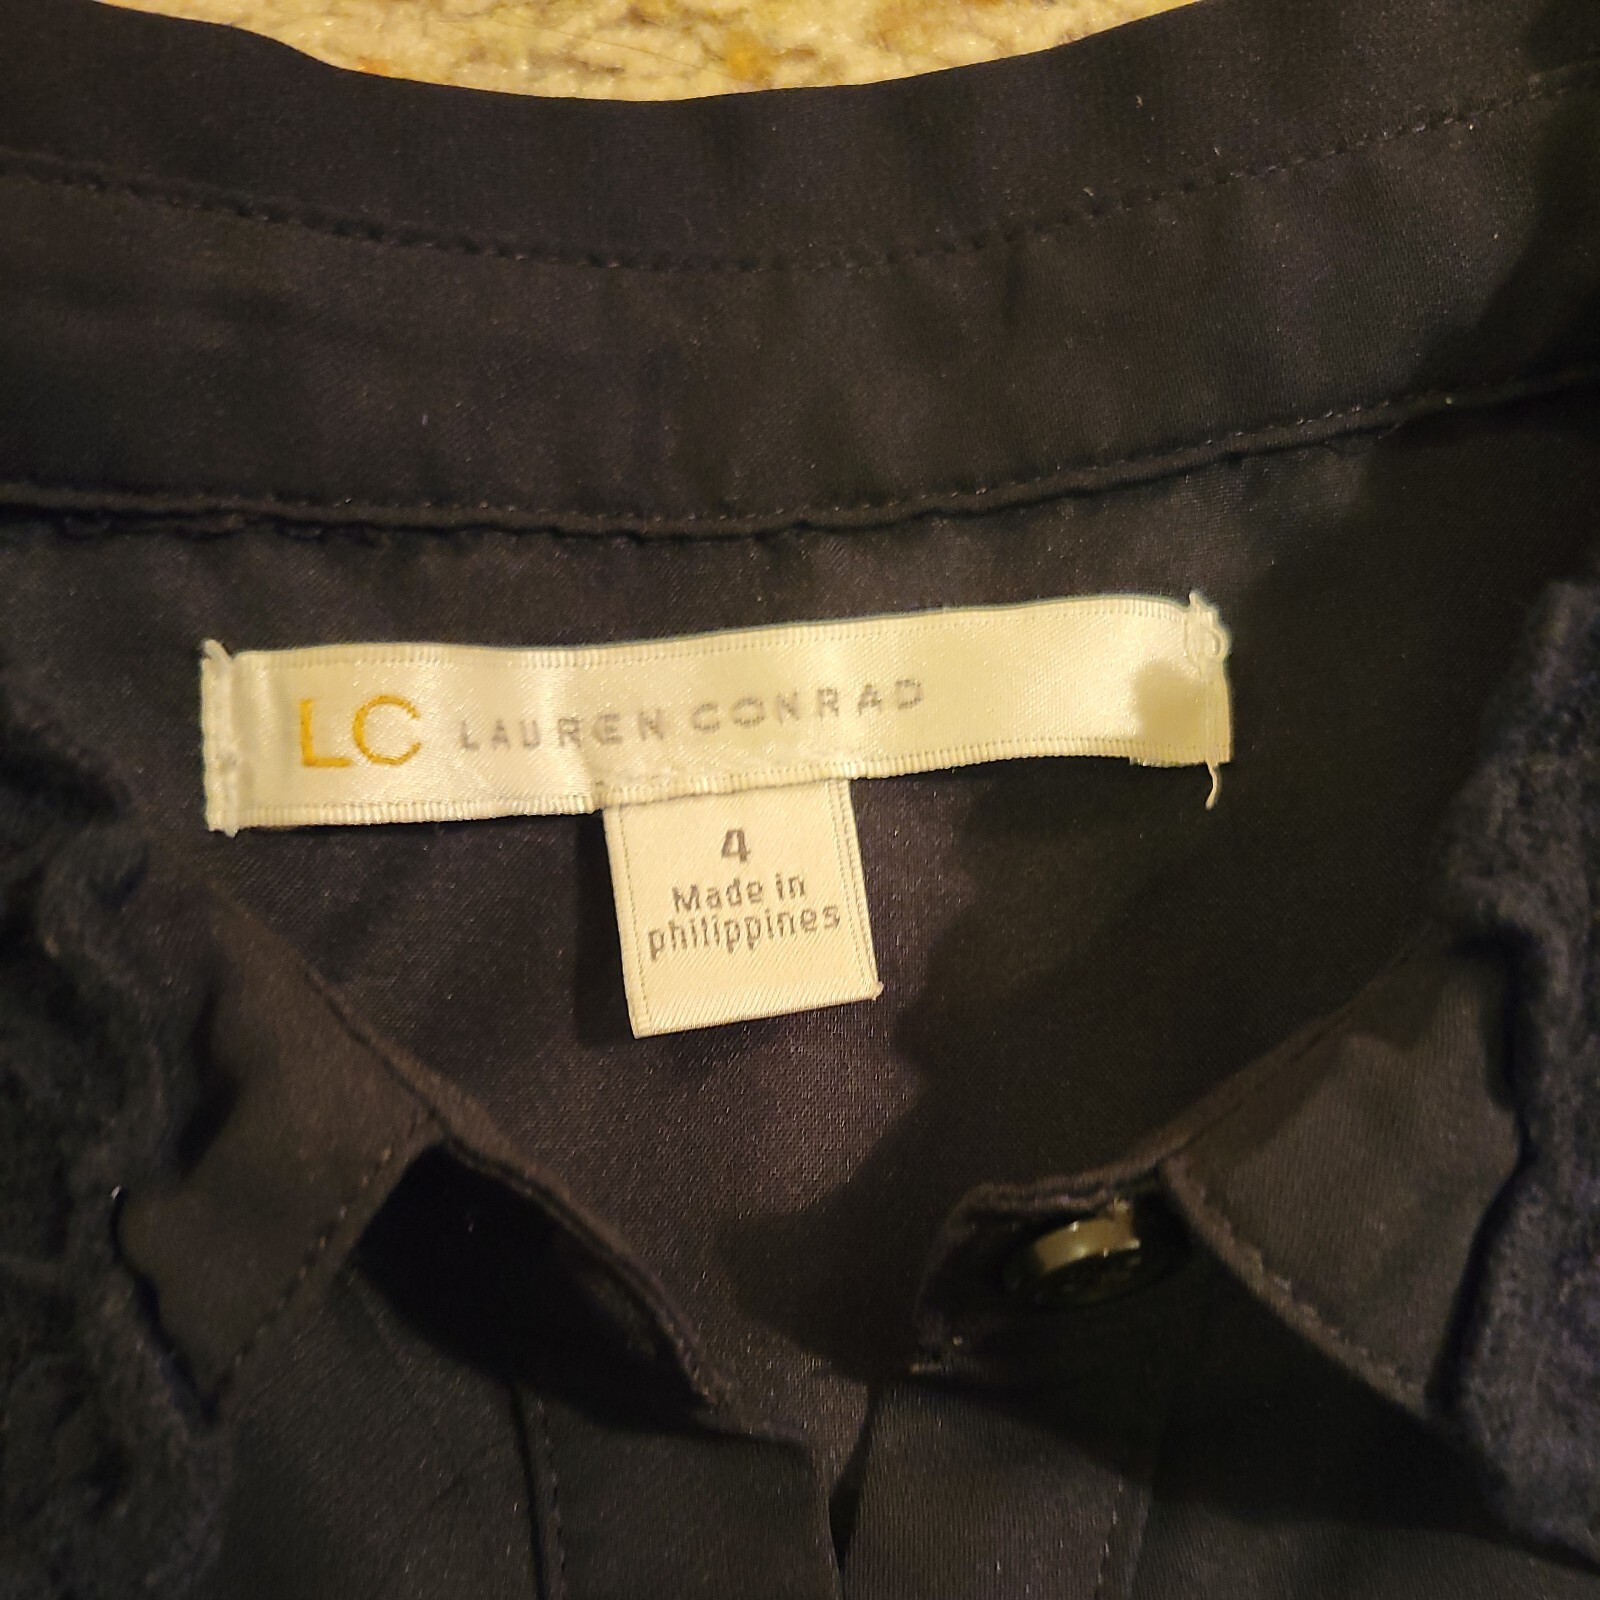 LC LAUREN CONRAD
4
Made in
philippines